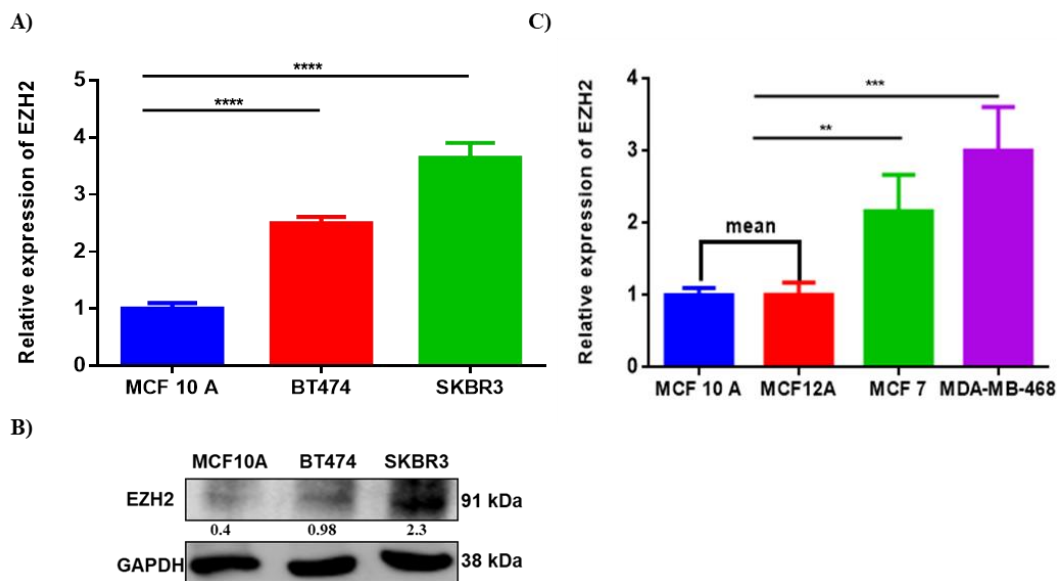 A)
Relative expression of EZH2
5
4
3
2
1
0
****
****
MCF 10 A BT474 SKBR3
B)
MCF10A BT474 SKBR3
EZH2 91 kDa
0.4 0.98 2.3
GAPDH 38 kDa
C)
Relative expression of EZH2
4
3
2
1
0
***
**
mean
MCF 10 A MCF12A MCF 7 MDA-MB-468